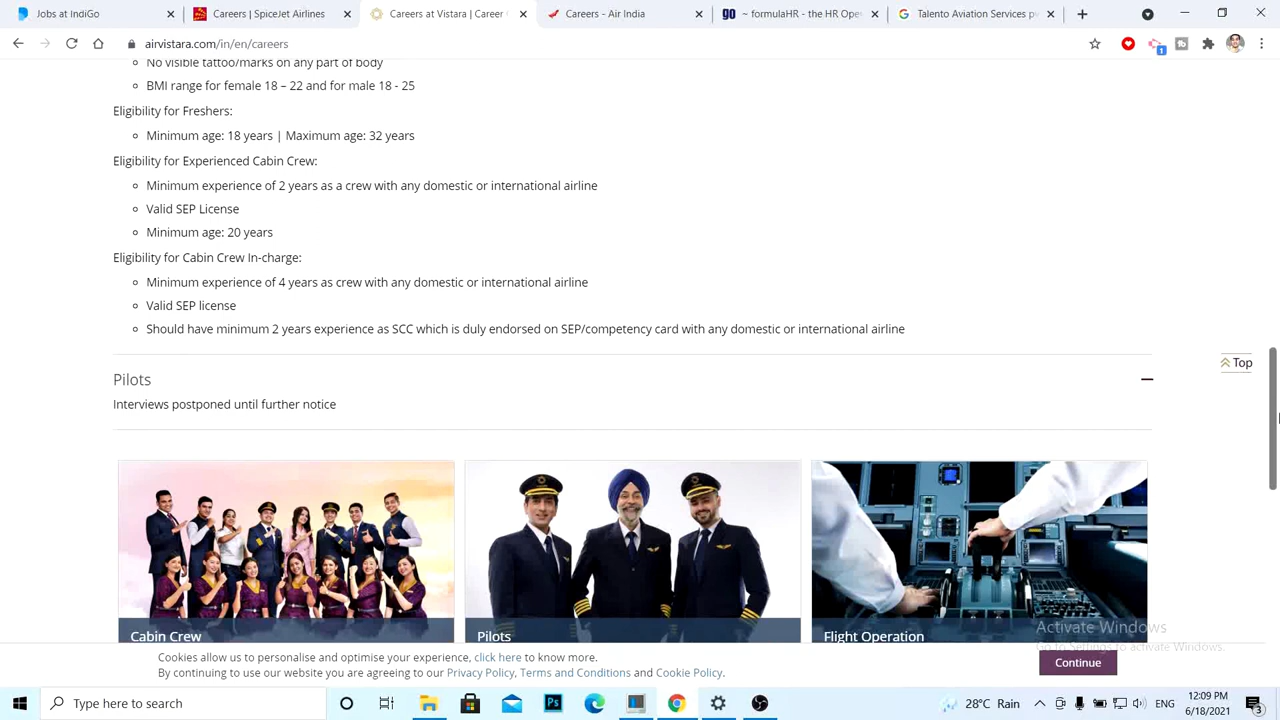 Jobs at IndiGo
Careers | SpiceJet Airlines
Careers at Vistara | Career
Careers - Air India
~ formulaHR - the HR Ope
Talento Aviation Services p
airvistara.com/in/en/careers
No visible tattoo/marks on any part of body
BMI range for female 18 – 22 and for male 18 - 25
Eligibility for Freshers:
Minimum age: 18 years | Maximum age: 32 years
Eligibility for Experienced Cabin Crew:
Minimum experience of 2 years as a crew with any domestic or international airline
Valid SEP License
Minimum age: 20 years
Eligibility for Cabin Crew In-charge:
Minimum experience of 4 years as crew with any domestic or international airline
Valid SEP license
Should have minimum 2 years experience as SCC which is duly endorsed on SEP/competency card with any domestic or international airline
Top
Pilots
Interviews postponed until further notice
Cabin Crew
Pilots
Flight Operation
Activate Windows
Go to Settings to activate Windows.
Cookies allow us to personalise and optimise your experience, click here to know more.
By continuing to use our website you are agreeing to our Privacy Policy, Terms and Conditions and Cookie Policy.
Continue
Type here to search
28°C Rain
ENG
12:09 PM
6/18/2021
3